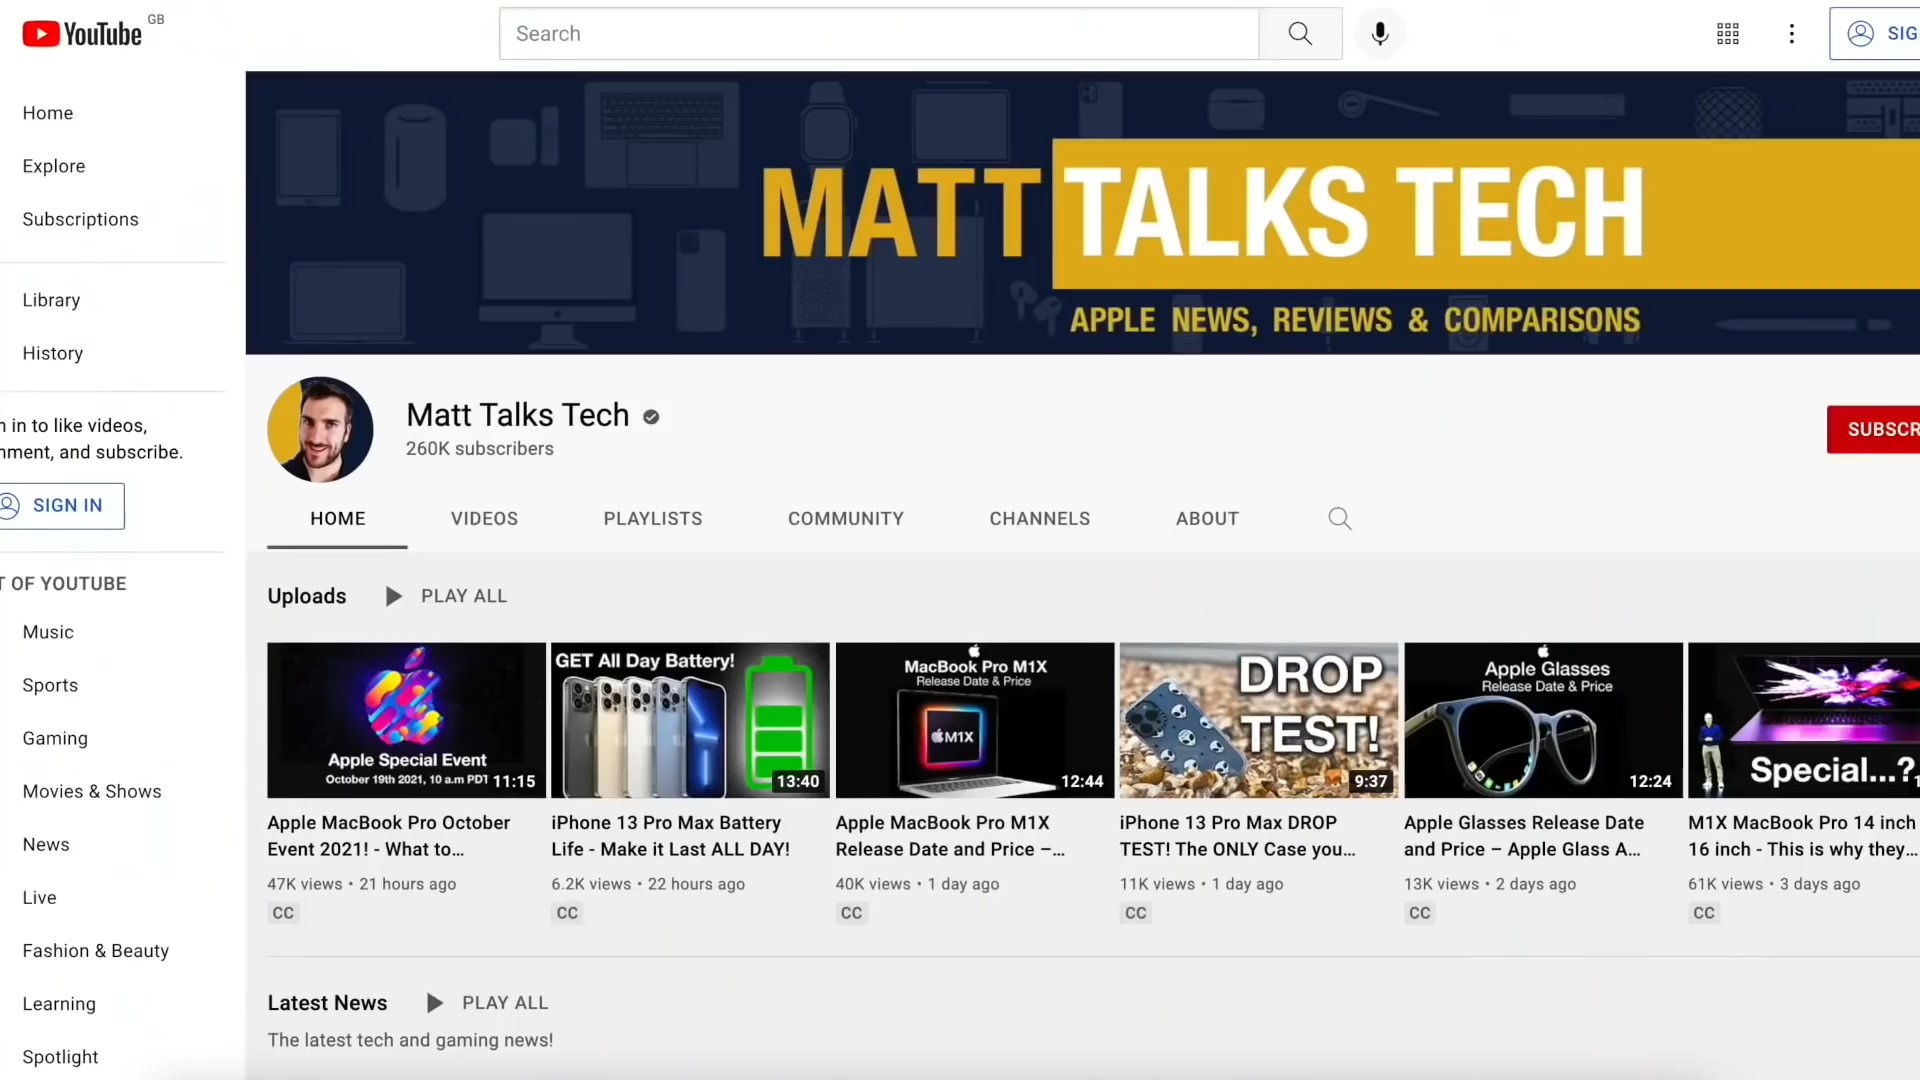 YouTube GB
Search
SIG
Home
Explore
Subscriptions
Library
History
in to like videos,
and subscribe.
SIGN IN
OF YOUTUBE
Music
Sports
Gaming
Movies & Shows
News
Live
Fashion & Beauty
Learning
Spotlight
MATT TALKS TECH
APPLE NEWS, REVIEWS & COMPARISONS
Matt Talks Tech
260K subscribers
SUBSCR
HOME VIDEOS PLAYLISTS COMMUNITY CHANNELS ABOUT
Uploads PLAY ALL
Apple Special Event
October 19th 2021, 10 a.m PDT
11:15
Apple MacBook Pro October
Event 2021! - What to...
47K views • 21 hours ago
CC
GET All Day Battery!
13:40
iPhone 13 Pro Max Battery
Life - Make it Last ALL DAY!
6.2K views • 22 hours ago
CC
MacBook Pro M1X
Release Date & Price
M1X
12:44
Apple MacBook Pro M1X
Release Date and Price –...
40K views • 1 day ago
CC
DROP
TEST!
9:37
iPhone 13 Pro Max DROP
TEST! The ONLY Case you...
11K views • 1 day ago
CC
Apple Glasses
Release Date & Price
12:24
Apple Glasses Release Date
and Price – Apple Glass A...
13K views • 2 days ago
CC
Special...?
M1X MacBook Pro 14 inch
16 inch - This is why they...
61K views • 3 days ago
CC
Latest News PLAY ALL
The latest tech and gaming news!